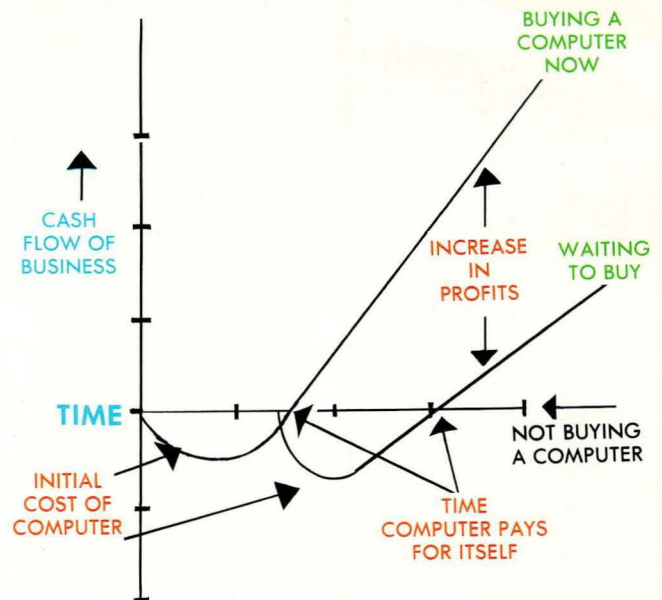 BUYING A
COMPUTER
NOW
CASH
FLOW OF
BUSINESS
INCREASE
IN
PROFITS
WAITING
TO BUY
TIME
NOT BUYING
A COMPUTER
INITIAL
COST OF
COMPUTER
TIME
COMPUTER PAYS
FOR ITSELF